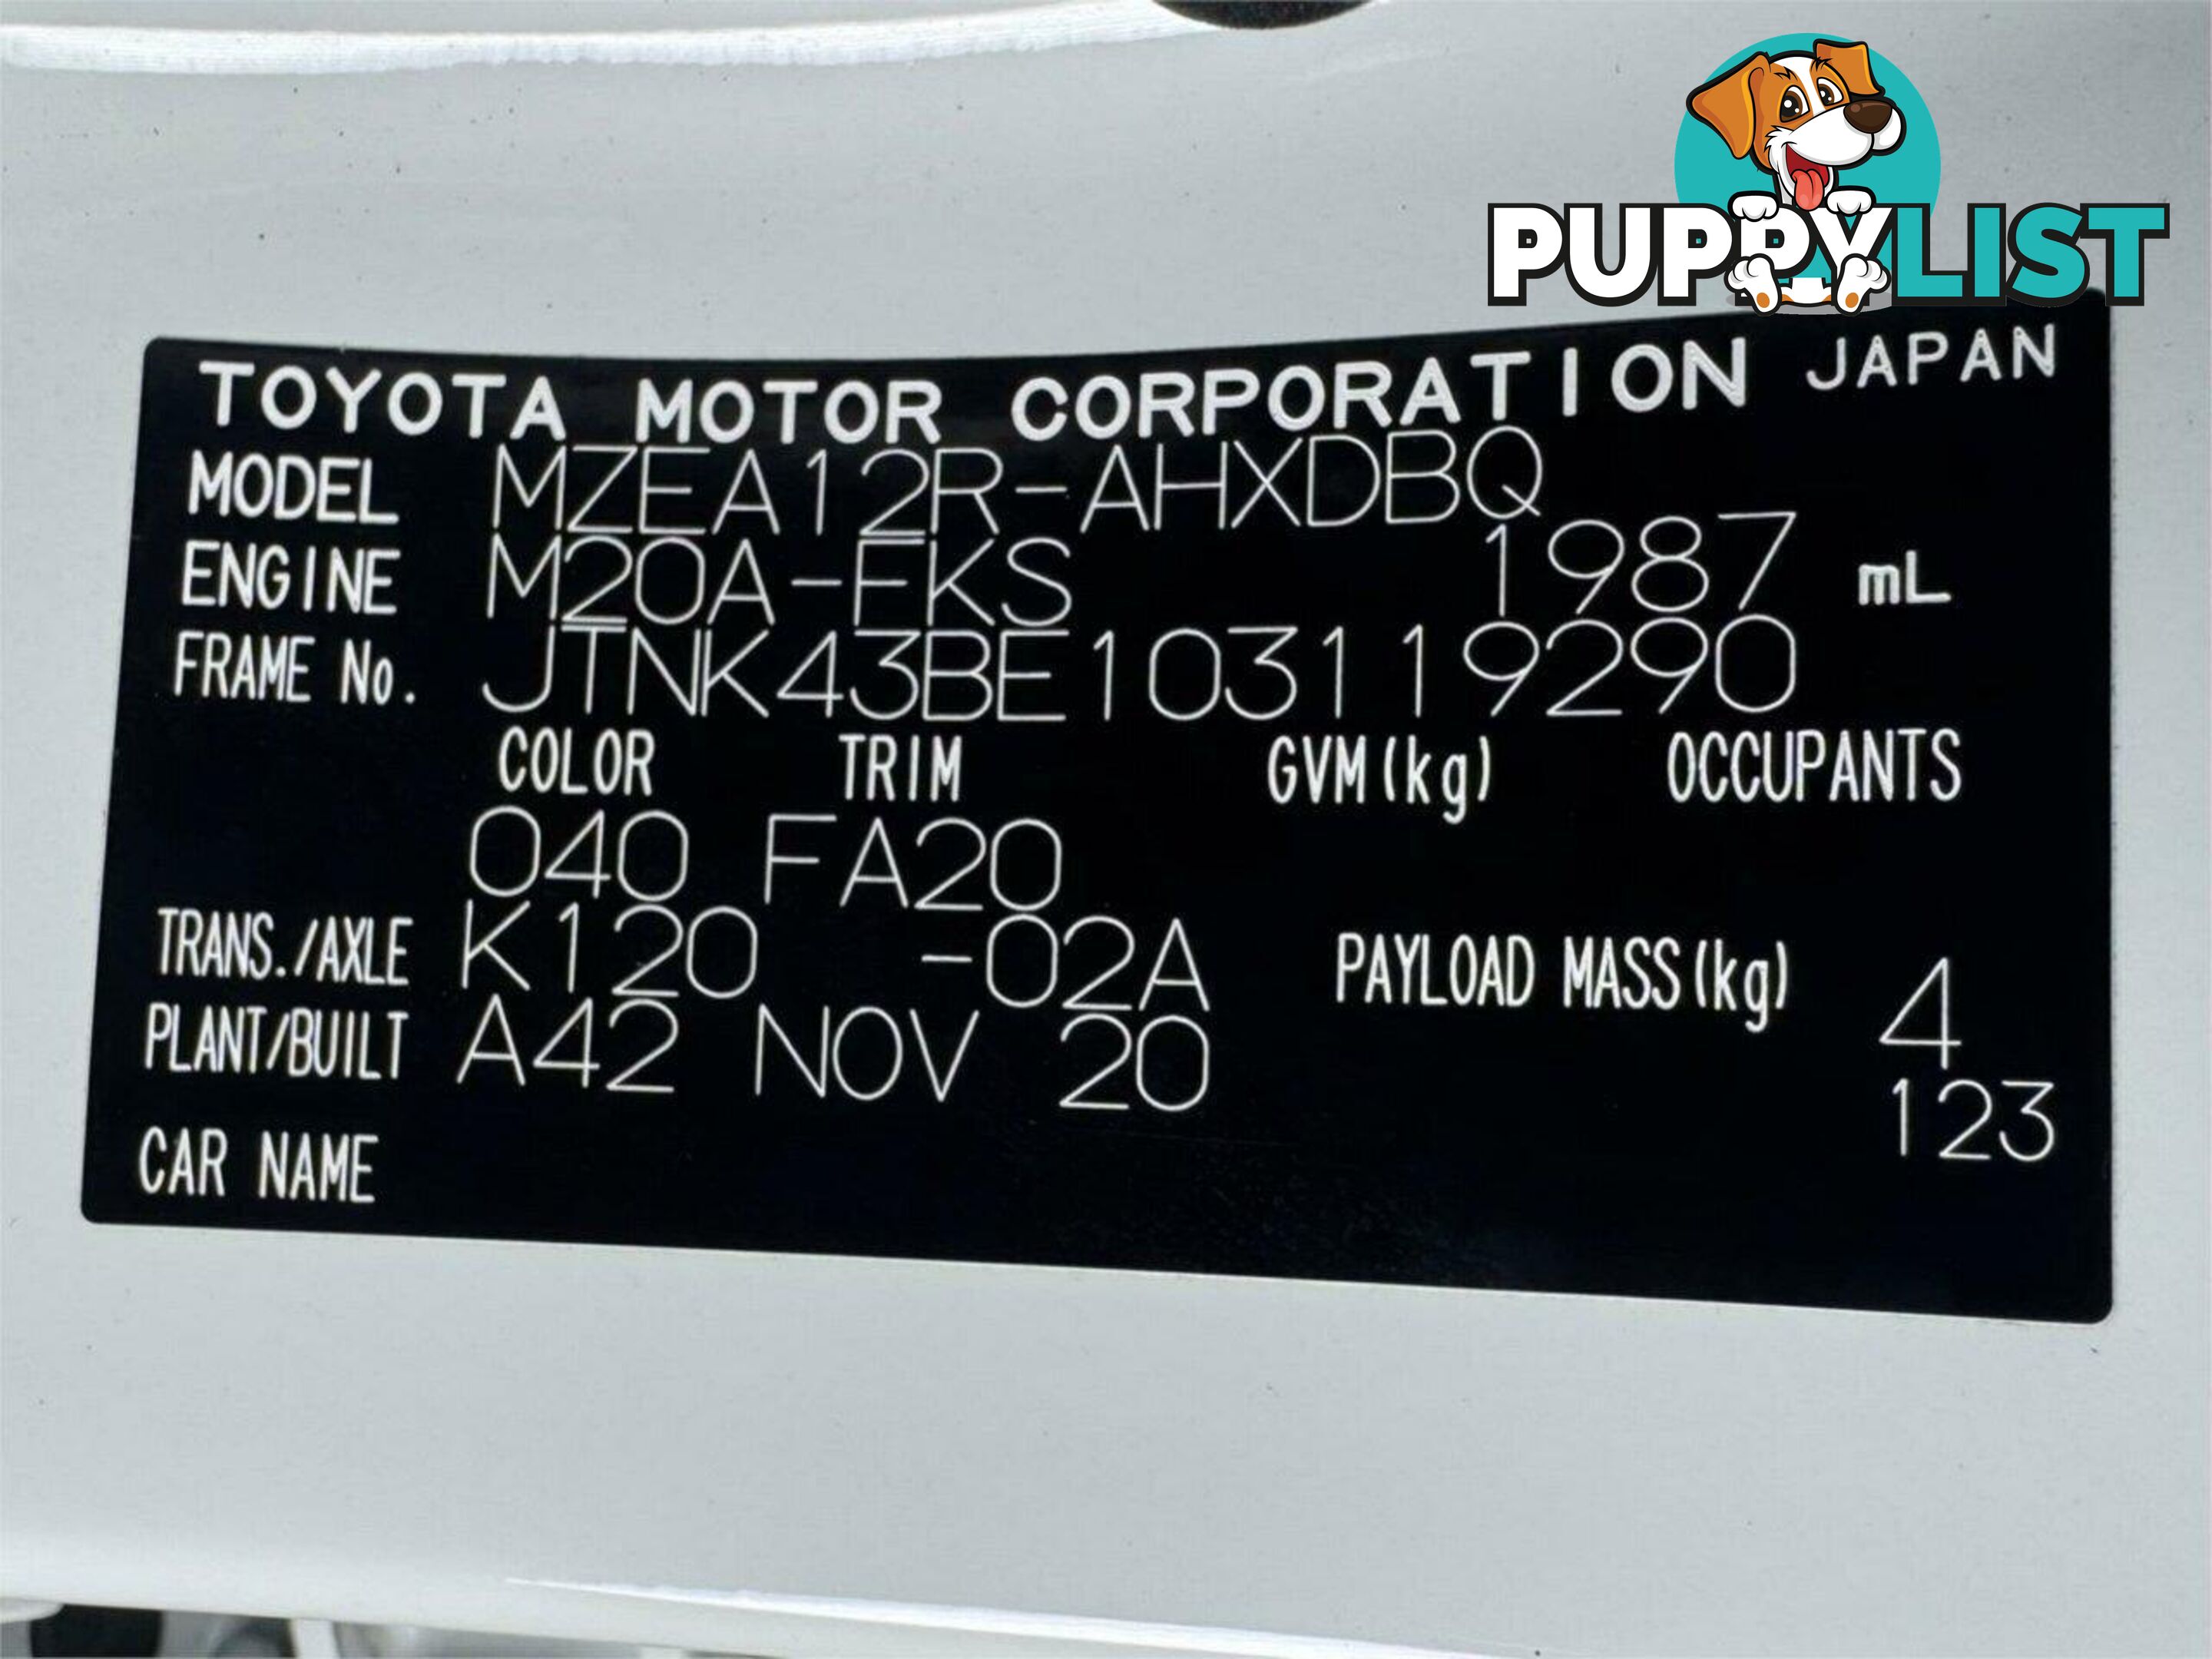 PUPPYLIST
TOYOTA MOTOR CORPORATION JAPAN
MODEL MZEA12R-AHXDBQ
ENGINE M20A-FKS 1987 mL
FRAME No. JTNK43BE103119290
COLOR TRIM GVM(kg) OCCUPANTS
040 FA20
TRANS./AXLE K120 -02A PAYLOAD MASS(kg) 4
PLANT/BUILT A42 NOV 20
123
CAR NAME